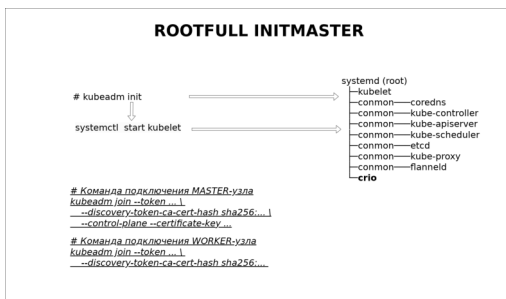 ROOTFULL INITMASTER
# kubeadm init
systemctl start kubelet
systemd (root)
kubelet
conmon coredns
conmon kube-controller
conmon kube-apiserver
conmon kube-scheduler
conmon etcd
conmon kube-proxy
conmon flanneld
crio
# Команда подключения MASTER-узла
kubeadm join --token ... \
--discovery-token-ca-cert-hash sha256:... \
--control-plane --certificate-key ...
# Команда подключения WORKER-узла
kubeadm join --token ... \
--discovery-token-ca-cert-hash sha256:...